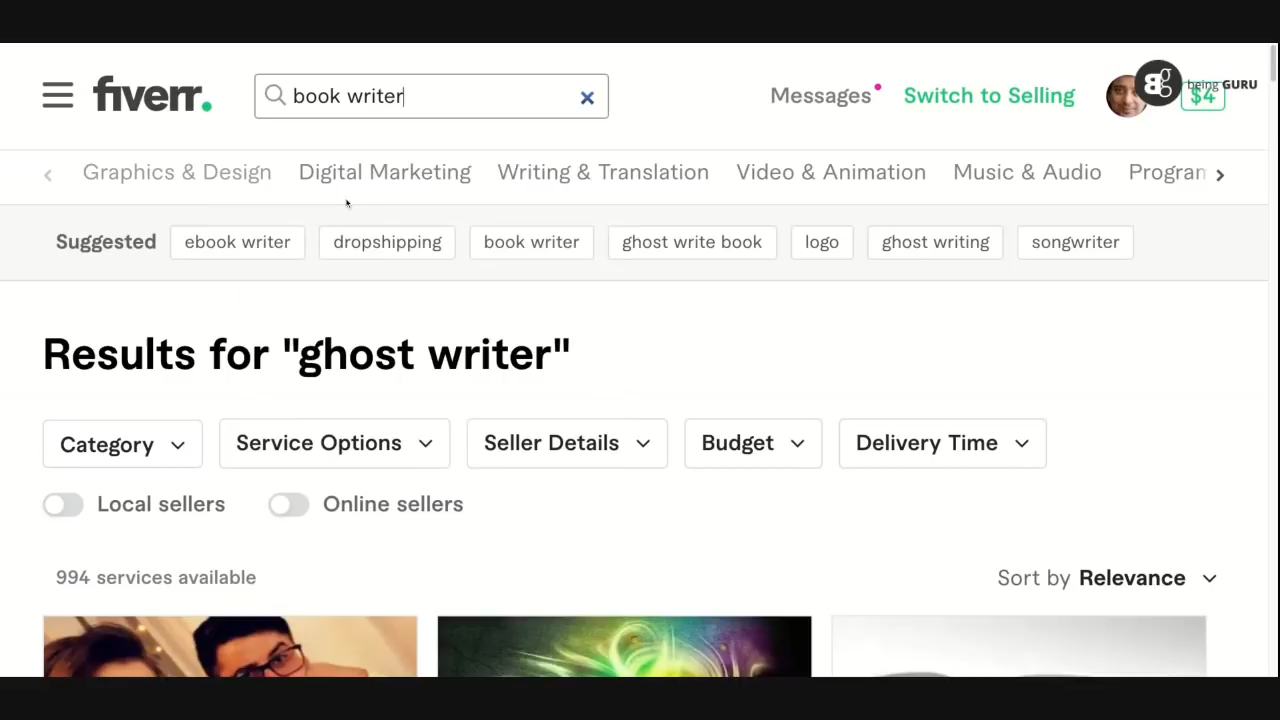 fiverr.
book writer
Messages
Switch to Selling
$4
being GURU
Graphics & Design
Digital Marketing
Writing & Translation
Video & Animation
Music & Audio
Program
Suggested
ebook writer
dropshipping
book writer
ghost write book
logo
ghost writing
songwriter
Results for "ghost writer"
Category
Service Options
Seller Details
Budget
Delivery Time
Local sellers
Online sellers
994 services available
Sort by Relevance